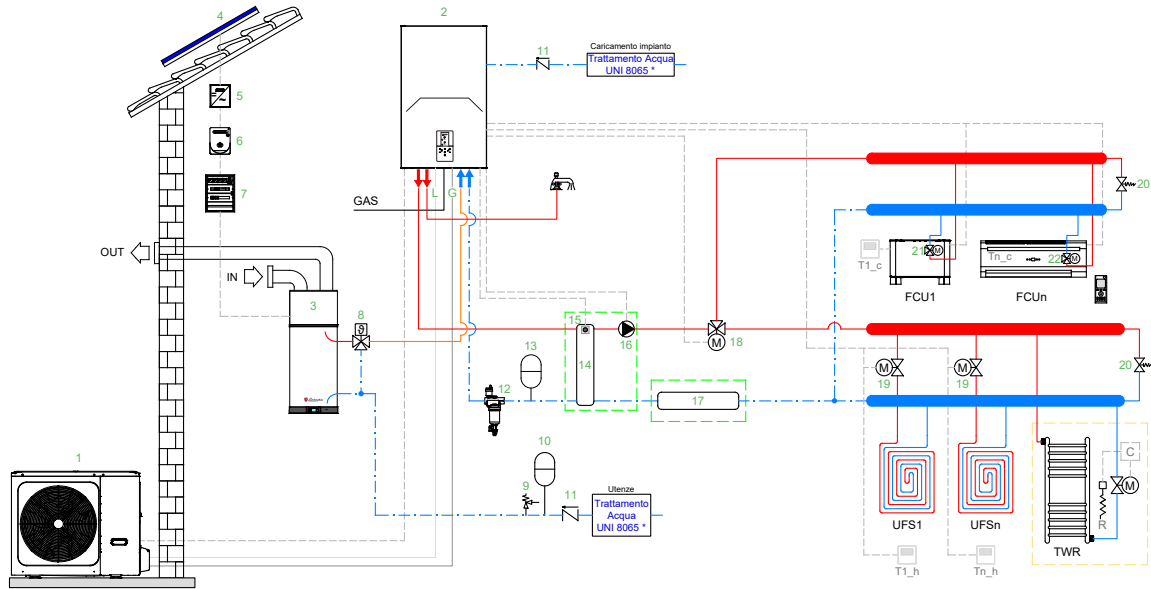 4
2
11
Caricamento impianto
Trattamento Acqua
UNI 8065 *
5
6
7
L
G
GAS
OUT
IN
3
8
20
21
M
T1_c
Tn_c
22
M
FCU1
FCUn
15
16
14
M
18
13
12
17
M
19
M
19
20
10
9
11
Utenze
Trattamento
Acqua
UNI 8065 *
1
UFS1
UFSn
C
M
R
TWR
T1_h
Tn_h